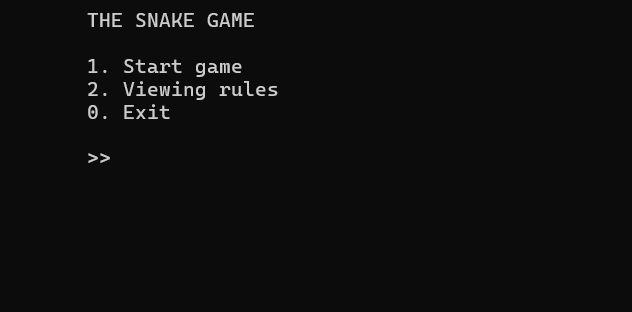 THE SNAKE GAME
1. Start game
2. Viewing rules
0. Exit
>>